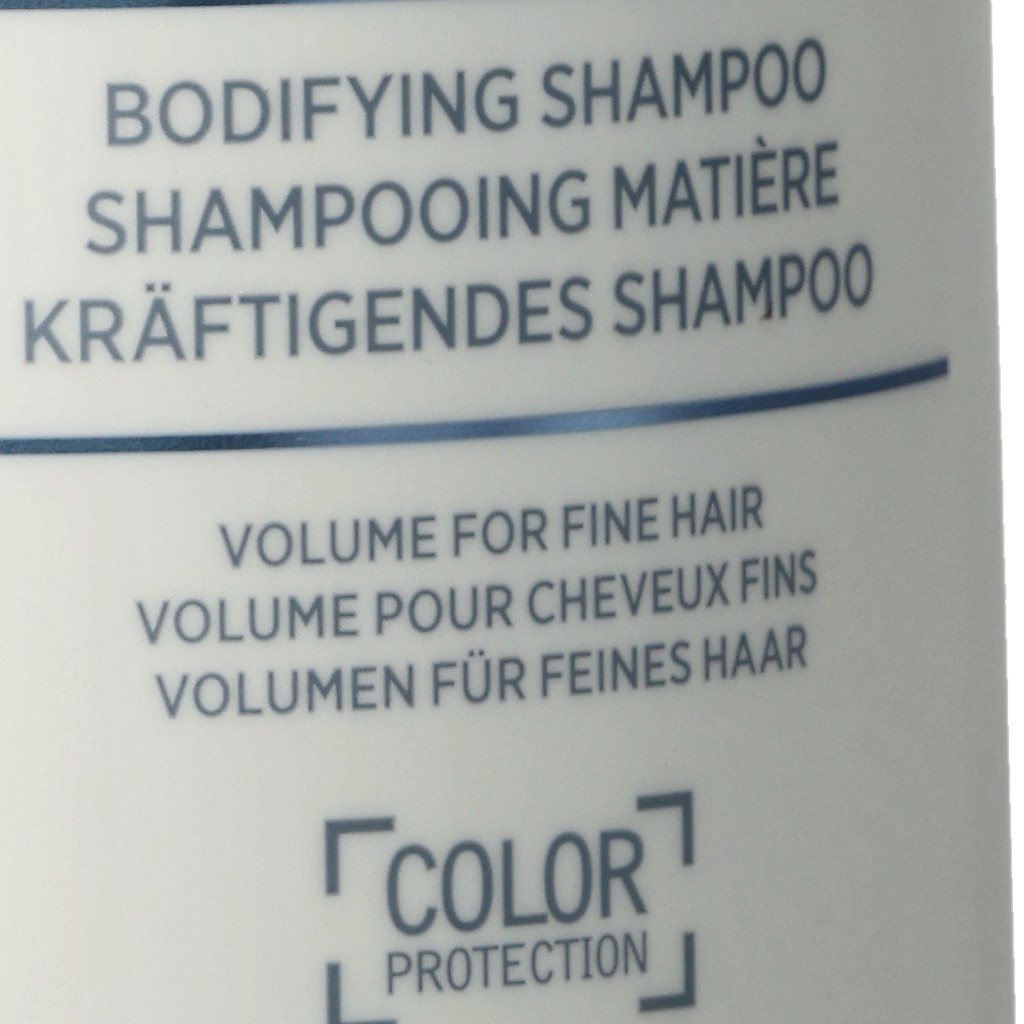 BODIFYING SHAMPOO
SHAMPOOING MATIÈRE
KRÄFTIGENDES SHAMPOO
VOLUME FOR FINE HAIR
VOLUME POUR CHEVEUX FINS
VOLUMEN FÜR FEINES HAAR
COLOR
PROTECTION